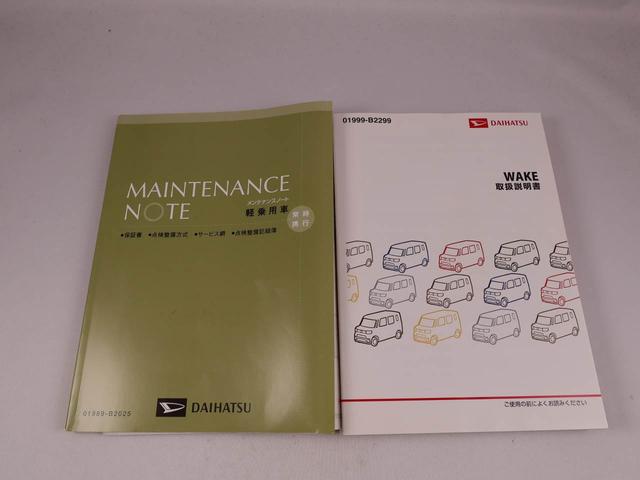 MAINTENANCE
NOTE
メンテナンスノート
軽乗用車
常時
携行
●保証書 ●点検整備方式 ●サービス網 ●点検整備記録簿
01999-B2025
DAIHATSU
01999-B2299
DAIHATSU
WAKE
取扱説明書
ご使用の前によくお読みください